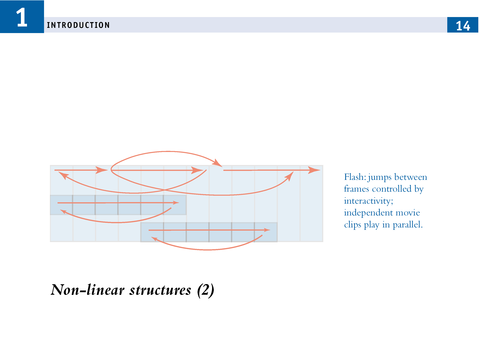 1
INTRODUCTION
14
Flash: jumps between
frames controlled by
interactivity;
independent movie
clips play in parallel.
Non-linear structures (2)